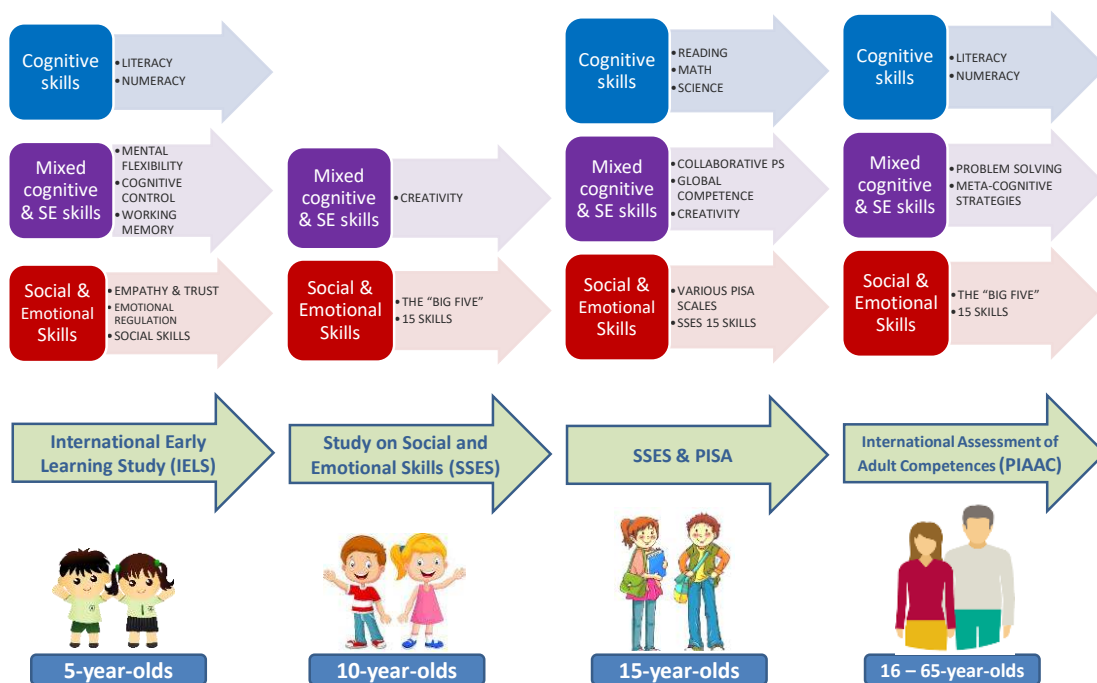 Cognitive
skills
• LITERACY
• NUMERACY
Mixed
cognitive
& SE skills
• MENTAL
FLEXIBILITY
• COGNITIVE
CONTROL
• WORKING
MEMORY
Social &
Emotional
Skills
• EMPATHY & TRUST
• EMOTIONAL
REGULATION
• SOCIAL SKILLS
International Early
Learning Study (IELS)
5-year-olds
Mixed
cognitive
& SE skills
• CREATIVITY
Social &
Emotional
Skills
• THE “BIG FIVE”
• 15 SKILLS
Study on Social and
Emotional Skills (SSES)
10-year-olds
Cognitive
skills
• READING
• MATH
• SCIENCE
Mixed
cognitive
& SE skills
• COLLABORATIVE PS
• GLOBAL
COMPETENCE
• CREATIVITY
Social &
Emotional
Skills
• VARIOUS PISA
SCALES
• SSES 15 SKILLS
SSES & PISA
15-year-olds
Cognitive
skills
• LITERACY
• NUMERACY
Mixed
cognitive
& SE skills
• PROBLEM SOLVING
• META-COGNITIVE
STRATEGIES
Social &
Emotional
Skills
• THE “BIG FIVE”
• 15 SKILLS
International Assessment of
Adult Competences (PIAAC)
16 – 65-year-olds